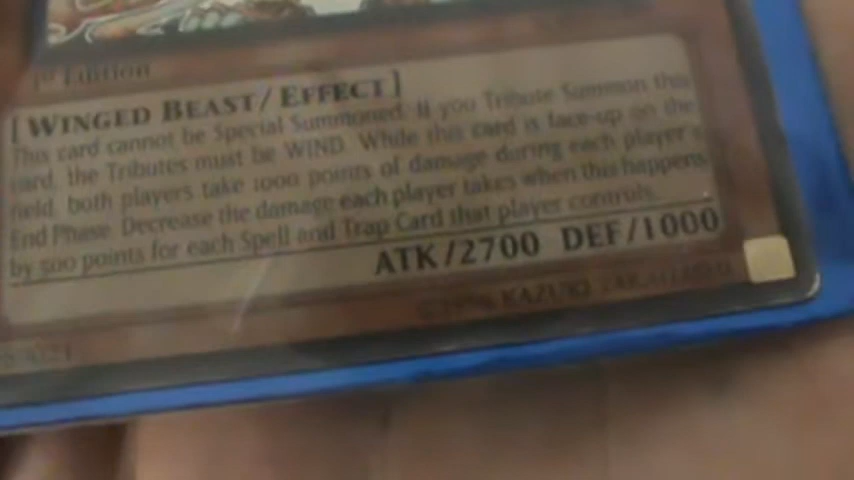 1st Edition
[WINGED BEAST/EFFECT]
This card cannot be Special Summoned. If you Tribute Summon this
card, the Tributes must be WIND. While this card is face-up on the
field, both players take 1000 points of damage during each player's
End Phase. Decrease the damage each player takes when this happens
by 500 points for each Spell and Trap Card that player controls.
ATK/2700 DEF/1000
KAZUKI